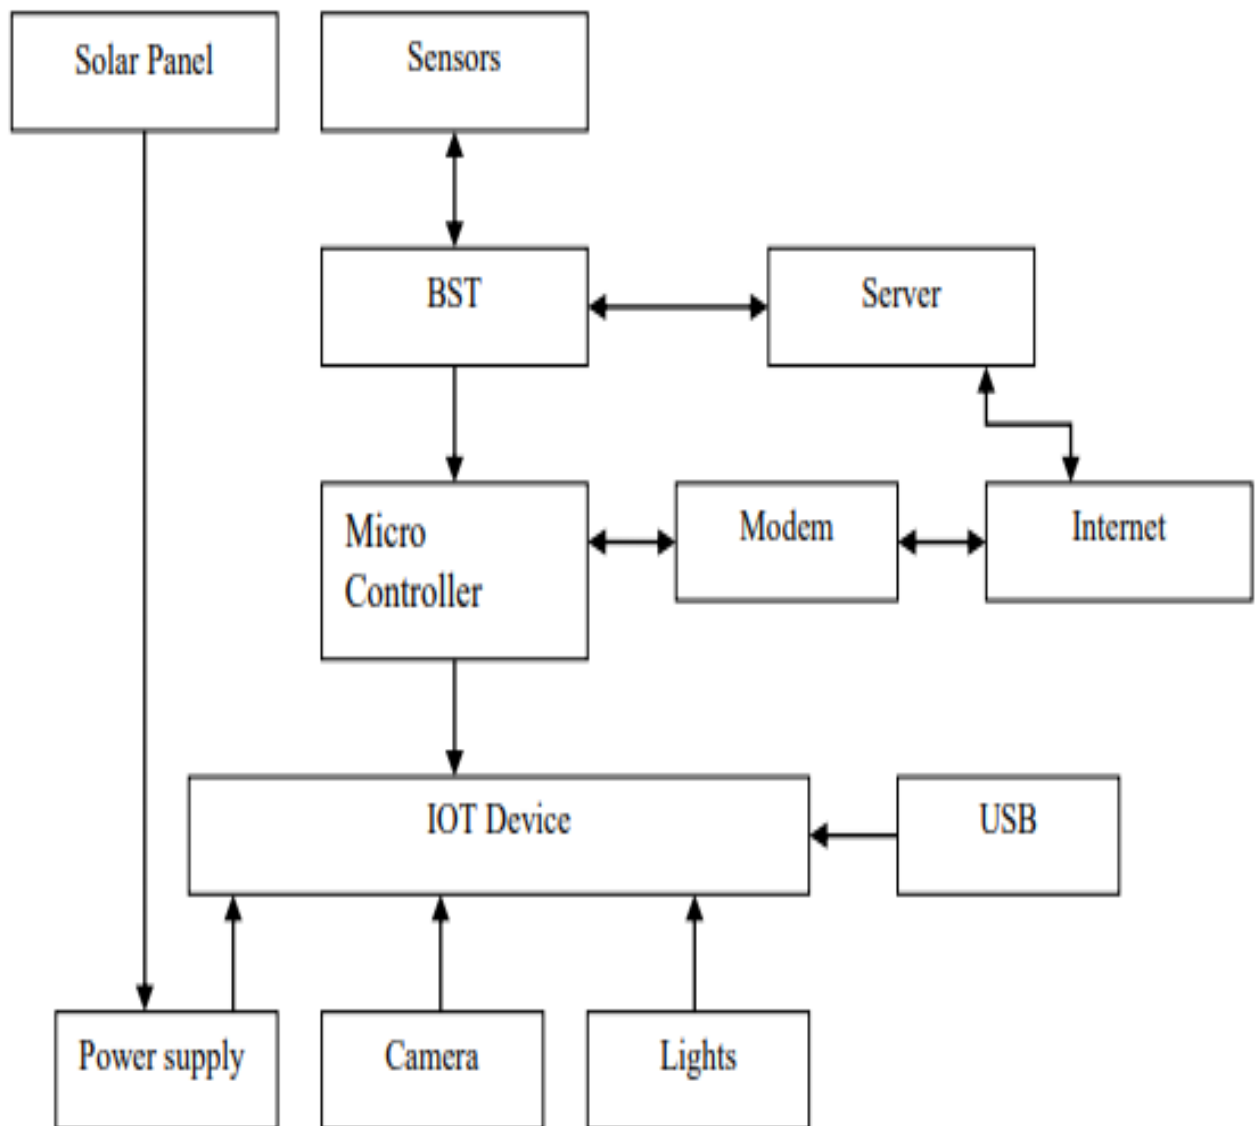 Solar Panel
Sensors
BST
Server
Micro
Controller
Modem
Internet
IOT Device
USB
Power supply
Camera
Lights